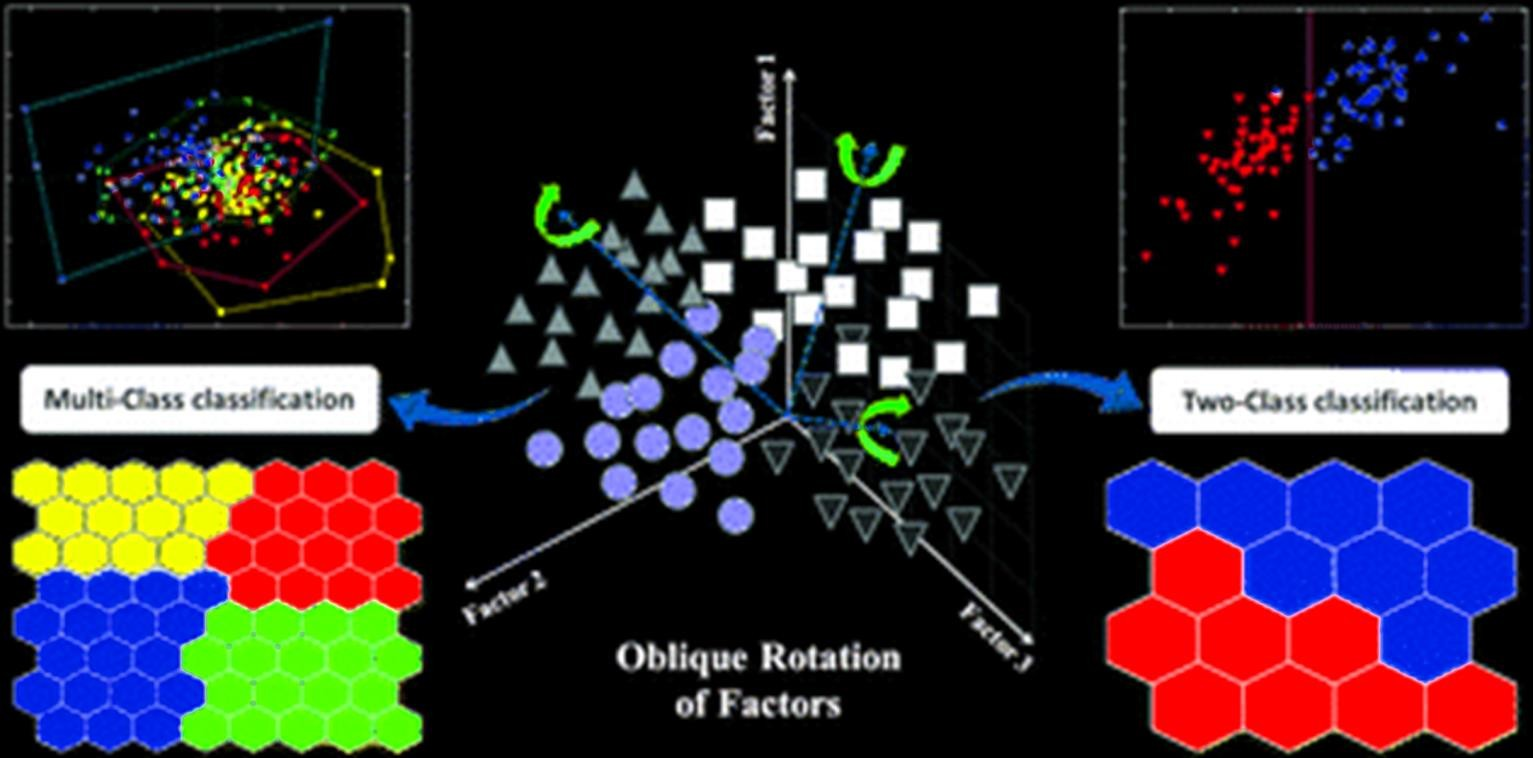 Factor 1
Multi-Class classification
Two-Class classification
Factor 2
Factor 3
Oblique Rotation
of Factors